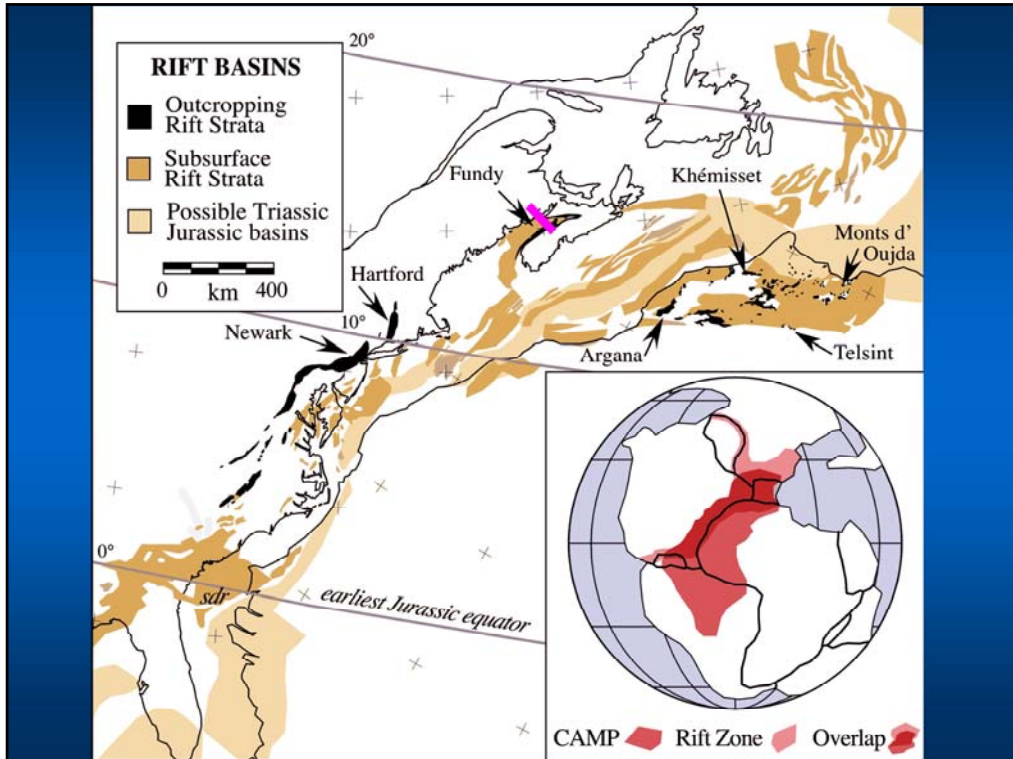 20°
RIFT BASINS
Outcropping
Rift Strata
Subsurface
Rift Strata
Possible Triassic
Jurassic basins
0 km 400
Fundy
Khémisset
Monts d'
Oujda
Hartford
Newark
10°
Argana
Telsint
0°
sdr
earliest Jurassic equator
CAMP Rift Zone Overlap